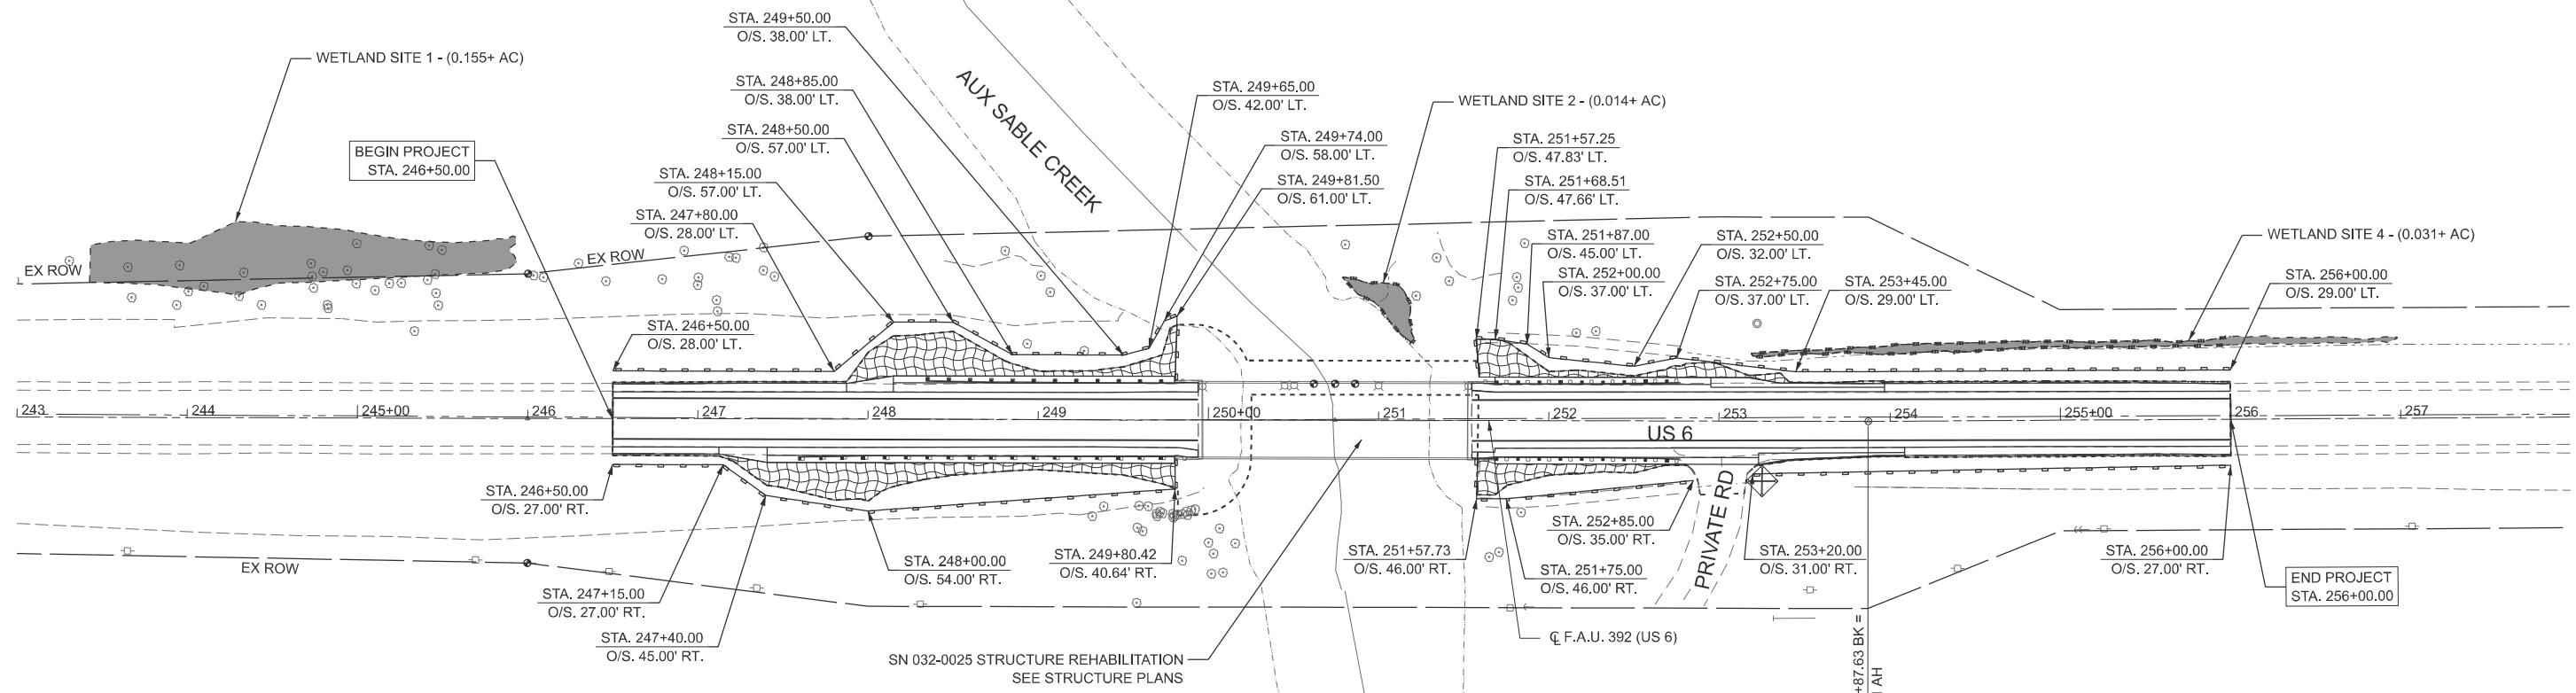 STA. 249+50.00
O/S. 38.00' LT.
WETLAND SITE 1 - (0.155+ AC)
STA. 248+85.00
O/S. 38.00' LT.
AUX SABLE CREEK
STA. 249+65.00
O/S. 42.00' LT.
WETLAND SITE 2 - (0.014+ AC)
STA. 248+50.00
O/S. 57.00' LT.
STA. 249+74.00
O/S. 58.00' LT.
STA. 251+57.25
O/S. 47.83' LT.
BEGIN PROJECT
STA. 246+50.00
STA. 248+15.00
O/S. 57.00' LT.
STA. 249+81.50
O/S. 61.00' LT.
STA. 251+68.51
O/S. 47.66' LT.
STA. 247+80.00
O/S. 28.00' LT.
STA. 251+87.00
O/S. 45.00' LT.
STA. 252+50.00
O/S. 32.00' LT.
WETLAND SITE 4 - (0.031+ AC)
EX ROW
EX ROW
STA. 252+00.00
O/S. 37.00' LT.
STA. 252+75.00
O/S. 37.00' LT.
STA. 253+45.00
O/S. 29.00' LT.
STA. 256+00.00
O/S. 29.00' LT.
STA. 246+50.00
O/S. 28.00' LT.
243 244 245+00 246 247 248 249 250+00 251 252 253 254 255+00 256 257
US 6
STA. 246+50.00
O/S. 27.00' RT.
PRIVATE RD
STA. 252+85.00
O/S. 35.00' RT.
EX ROW
STA. 248+00.00
O/S. 54.00' RT.
STA. 249+80.42
O/S. 40.64' RT.
STA. 251+57.73
O/S. 46.00' RT.
STA. 253+20.00
O/S. 31.00' RT.
STA. 256+00.00
O/S. 27.00' RT.
STA. 251+75.00
O/S. 46.00' RT.
END PROJECT
STA. 256+00.00
STA. 247+15.00
O/S. 27.00' RT.
STA. 247+40.00
O/S. 45.00' RT.
℄ F.A.U. 392 (US 6)
SN 032-0025 STRUCTURE REHABILITATION
SEE STRUCTURE PLANS
+87.63 BK =
AH